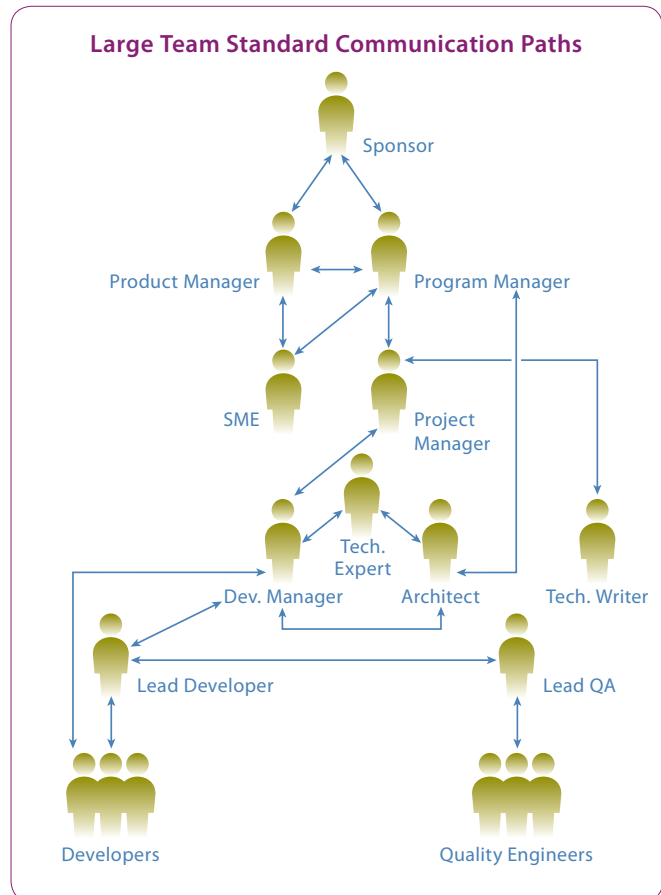 Large Team Standard Communication Paths
Sponsor
Product Manager
Program Manager
SME
Project
Manager
Tech.
Expert
Dev. Manager
Architect
Tech. Writer
Lead Developer
Lead QA
Developers
Quality Engineers